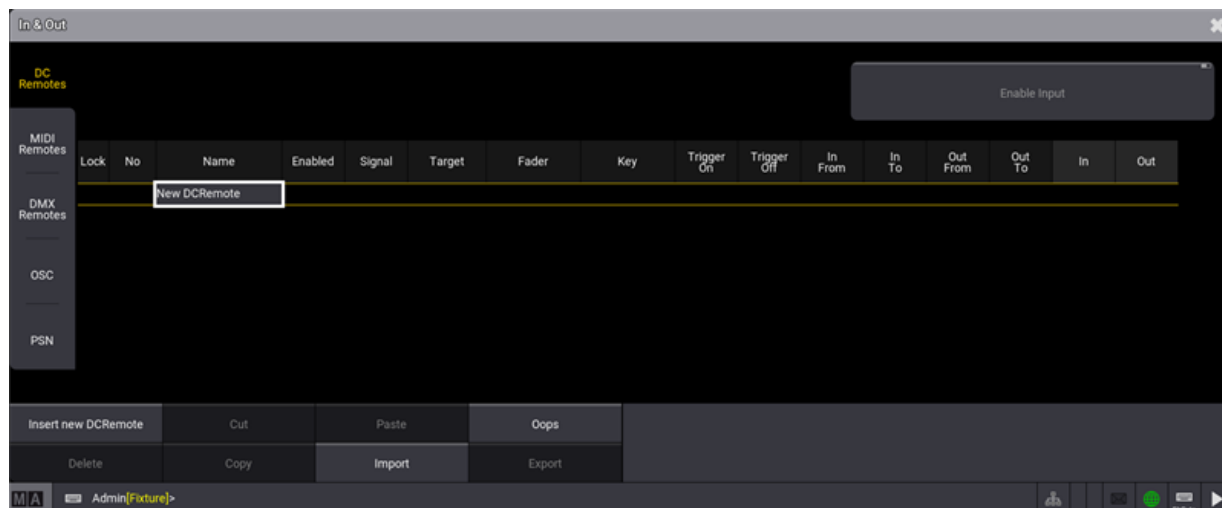 In & Out
DC
Remotes
Enable Input
MIDI
Remotes
Lock No Name Enabled Signal Target Fader Key Trigger On Trigger Off In From In To Out From Out To In Out
New DCRemote
DMX
Remotes
OSC
PSN
Insert new DCRemote Cut Paste Oops
Delete Copy Import Export
MA Admin[Fixture]>